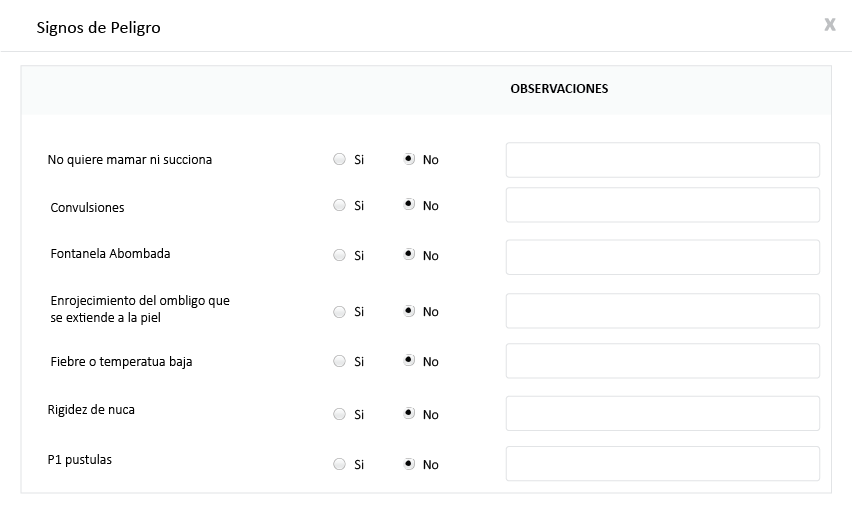 Signos de Peligro
X
OBSERVACIONES
No quiere mamar ni succiona Si No
Convulsiones Si No
Fontanela Abombada Si No
Enrojecimiento del ombligo que
se extiende a la piel Si No
Fiebre o temperatua baja Si No
Rigidez de nuca Si No
P1 pustulas Si No